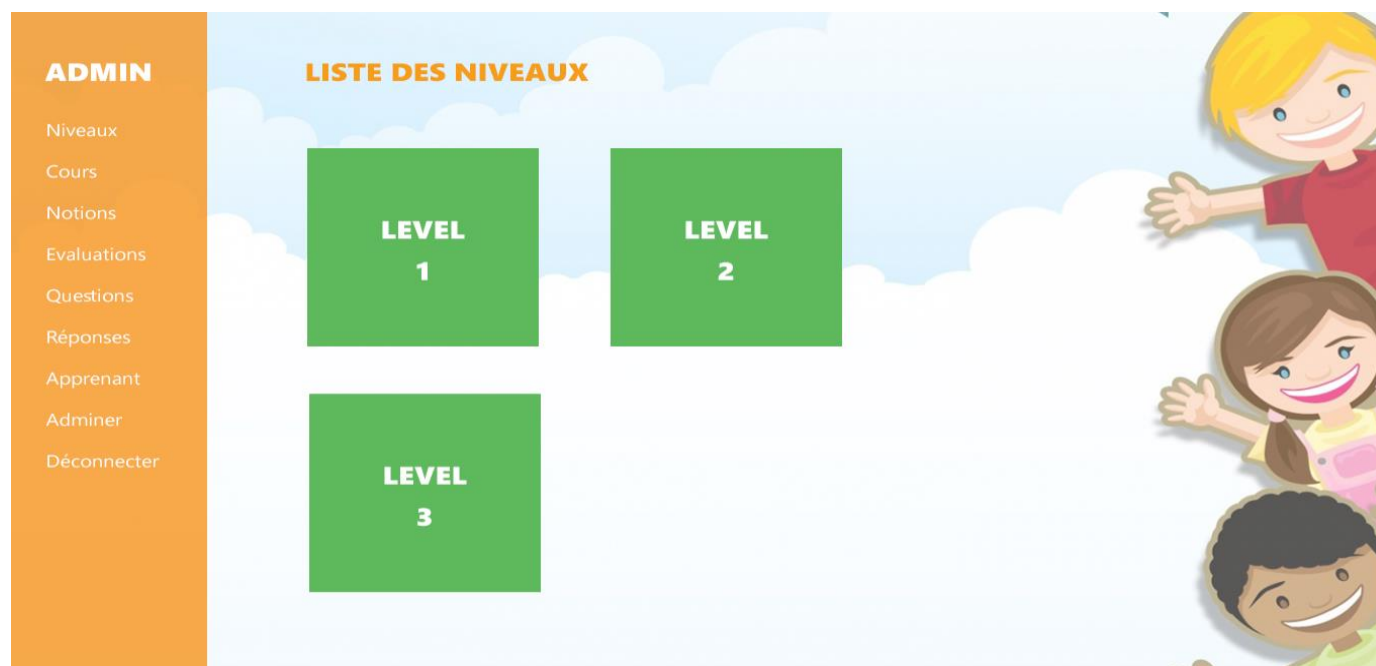 ADMIN
Niveaux
Cours
Notions
Evaluations
Questions
Réponses
Apprenant
Adminer
Déconnecter
LISTE DES NIVEAUX
LEVEL
1
LEVEL
2
LEVEL
3